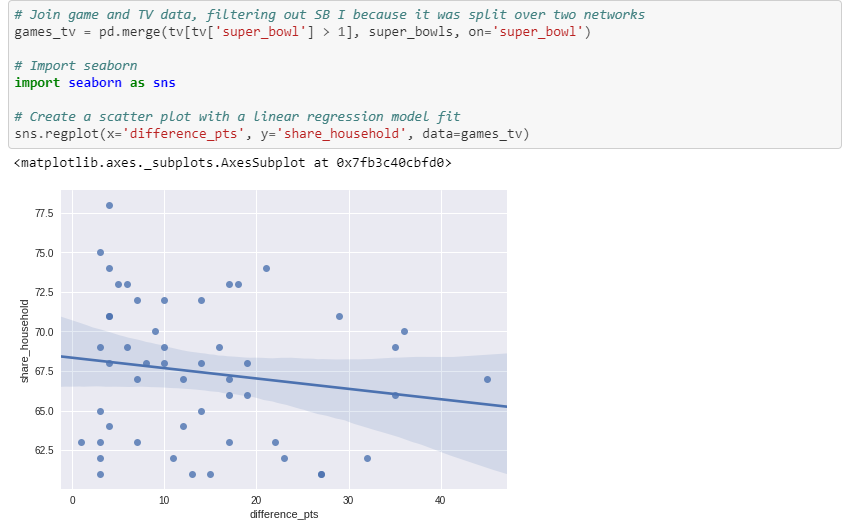 # Join game and TV data, filtering out SB I because it was split over two networks
games_tv = pd.merge(tv[tv['super_bowl'] > 1], super_bowls, on='super_bowl')
# Import seaborn
import seaborn as sns
# Create a scatter plot with a linear regression model fit
sns.regplot(x='difference_pts', y='share_household', data=games_tv)
<matplotlib.axes._subplots.AxesSubplot at 0x7fb3c40cbfd0>
77.5
75.0
72.5
70.0
67.5
65.0
62.5
share_household
0 10 20 30 40
difference_pts